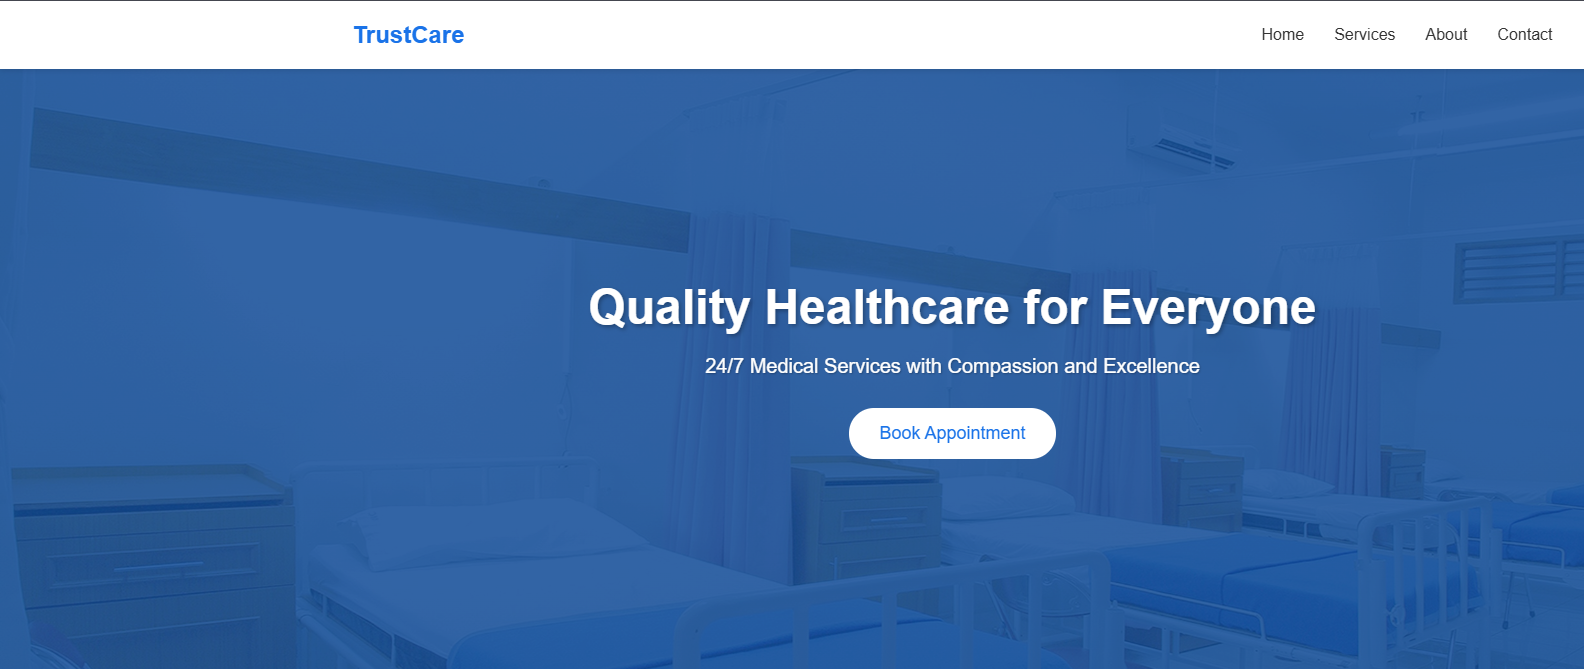 TrustCare
Home Services About Contact
Quality Healthcare for Everyone
24/7 Medical Services with Compassion and Excellence
Book Appointment